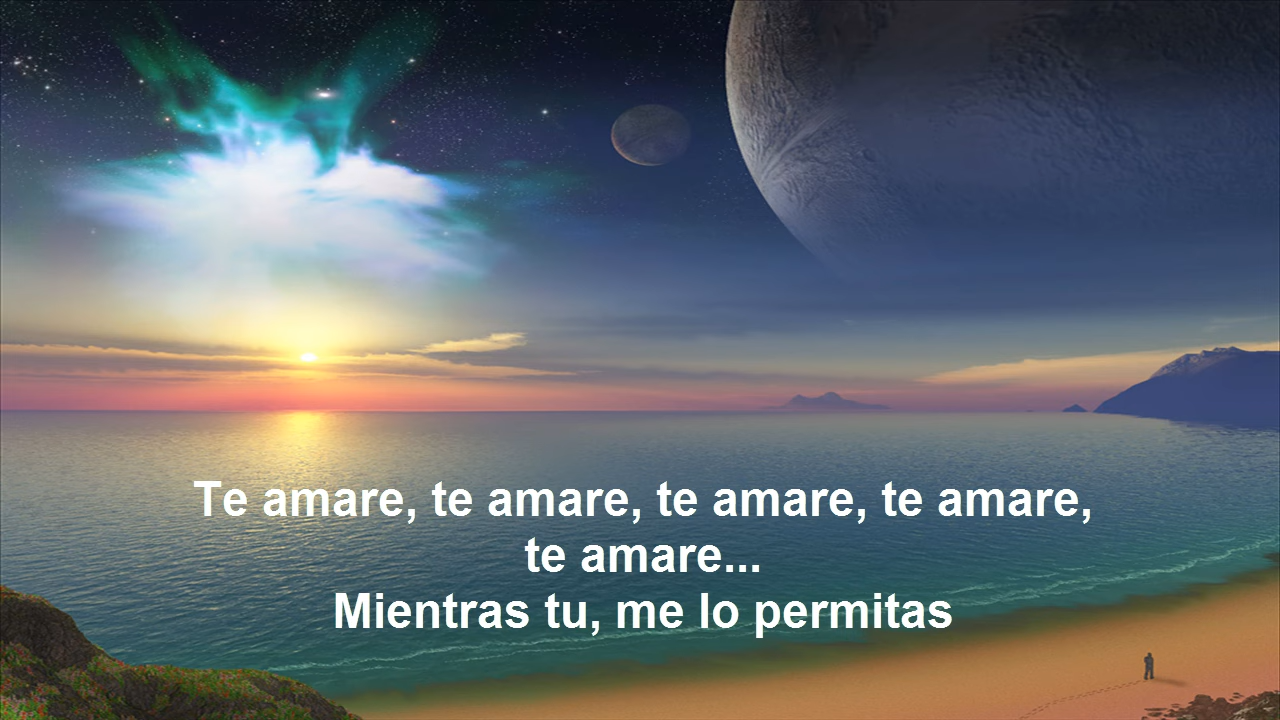 Te amare, te amare, te amare, te amare,
te amare...
Mientras tu, me lo permitas